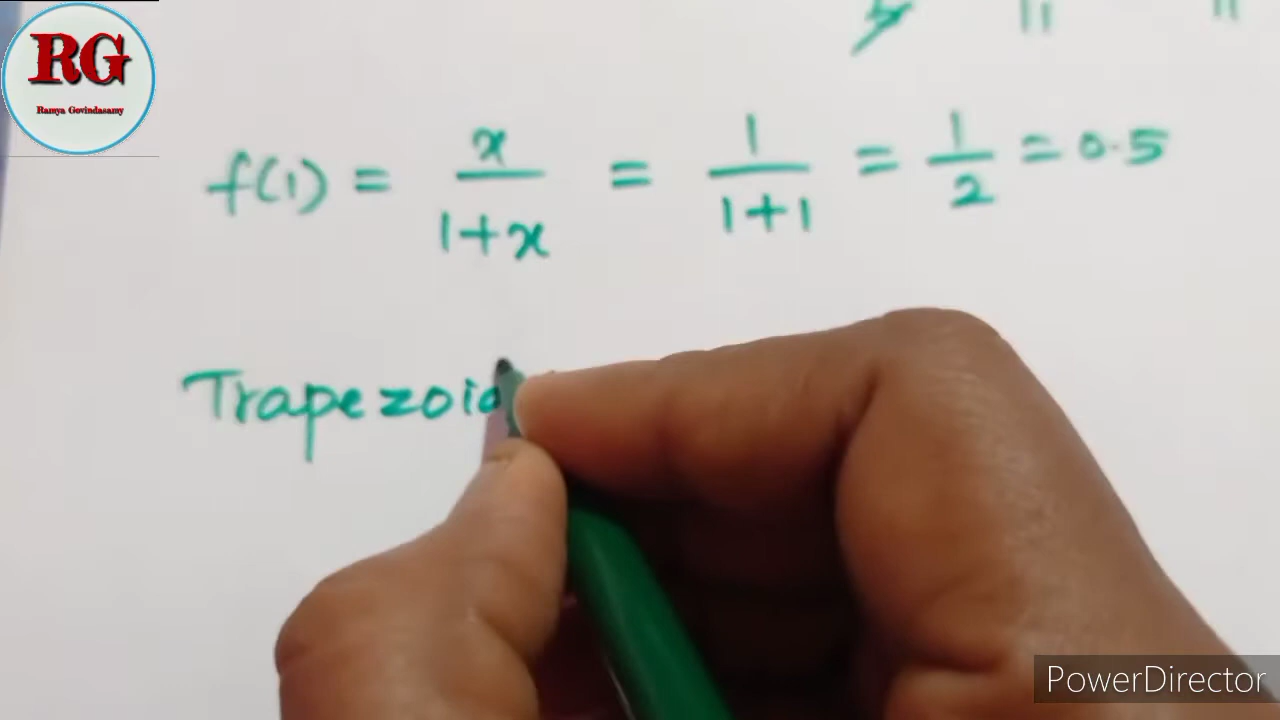 RG
Ramya Govindasamy
f(1) = x/(1+x) = 1/(1+1) = 1/2 = 0.5
Trapezoid
PowerDirector